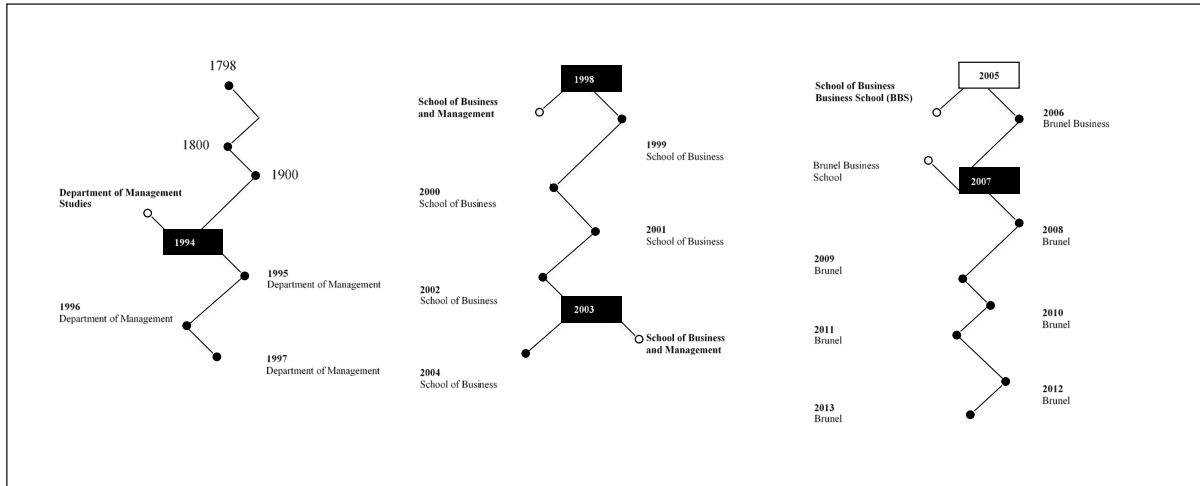 1798
1800
1900
Department of Management
Studies
1994
1995
Department of Management
1996
Department of Management
1997
Department of Management
1998
School of Business
and Management
1999
School of Business
2000
School of Business
2001
School of Business
2002
School of Business
2003
School of Business
and Management
2004
School of Business
2005
School of Business
Business School (BBS)
2006
Brunel Business
Brunel Business
School
2007
2008
Brunel
2009
Brunel
2010
Brunel
2011
Brunel
2012
Brunel
2013
Brunel